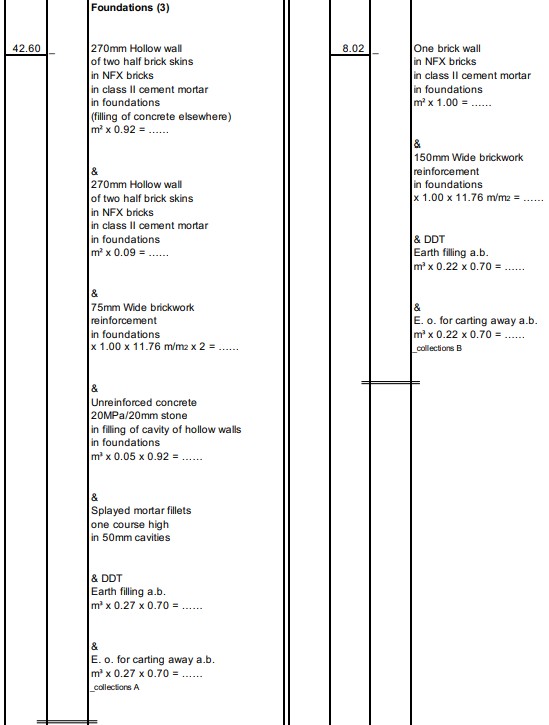 Foundations (3)
42.60 _
270mm Hollow wall
of two half brick skins
in NFX bricks
in class II cement mortar
in foundations
(filling of concrete elsewhere)
m² x 0.92 = ......
&
270mm Hollow wall
of two half brick skins
in NFX bricks
in class II cement mortar
in foundations
m² x 0.09 = ......
&
75mm Wide brickwork
reinforcement
in foundations
x 1.00 x 11.76 m/m2 x 2 = ......
&
Unreinforced concrete
20MPa/20mm stone
in filling of cavity of hollow walls
in foundations
m³ x 0.05 x 0.92 = ......
&
Splayed mortar fillets
one course high
in 50mm cavities
& DDT
Earth filling a.b.
m³ x 0.27 x 0.70 = ......
&
E. o. for carting away a.b.
m³ x 0.27 x 0.70 = ......
_collections A
8.02 _
One brick wall
in NFX bricks
in class II cement mortar
in foundations
m² x 1.00 = ......
&
150mm Wide brickwork
reinforcement
in foundations
x 1.00 x 11.76 m/m2 = ......
& DDT
Earth filling a.b.
m³ x 0.22 x 0.70 = ......
&
E. o. for carting away a.b.
m³ x 0.22 x 0.70 = ......
_collections B